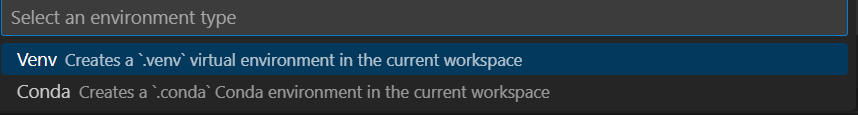 Select an environment type
Venv Creates a `.venv` virtual environment in the current workspace
Conda Creates a `.conda` Conda environment in the current workspace